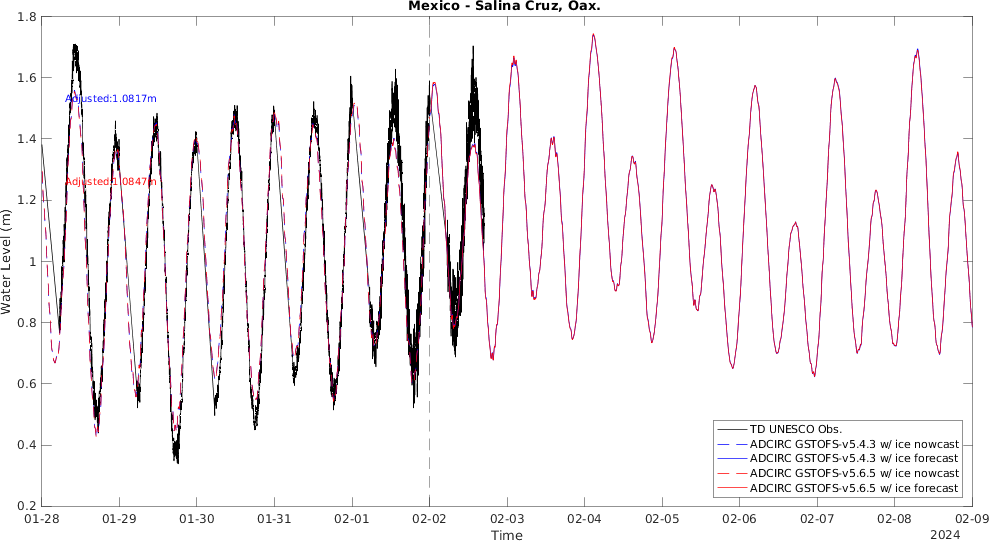 Mexico - Salina Cruz, Oax.
1.8
1.6
1.4
1.2
1
0.8
0.6
0.4
0.2
Water Level (m)
Adjusted:1.0817m
Adjusted:1.0847m
TD UNESCO Obs.
ADCIRC GSTOFS-v5.4.3 w/ ice nowcast
ADCIRC GSTOFS-v5.4.3 w/ ice forecast
ADCIRC GSTOFS-v5.6.5 w/ ice nowcast
ADCIRC GSTOFS-v5.6.5 w/ ice forecast
01-28 01-29 01-30 01-31 02-01 02-02 02-03 02-04 02-05 02-06 02-07 02-08 02-09
Time
2024